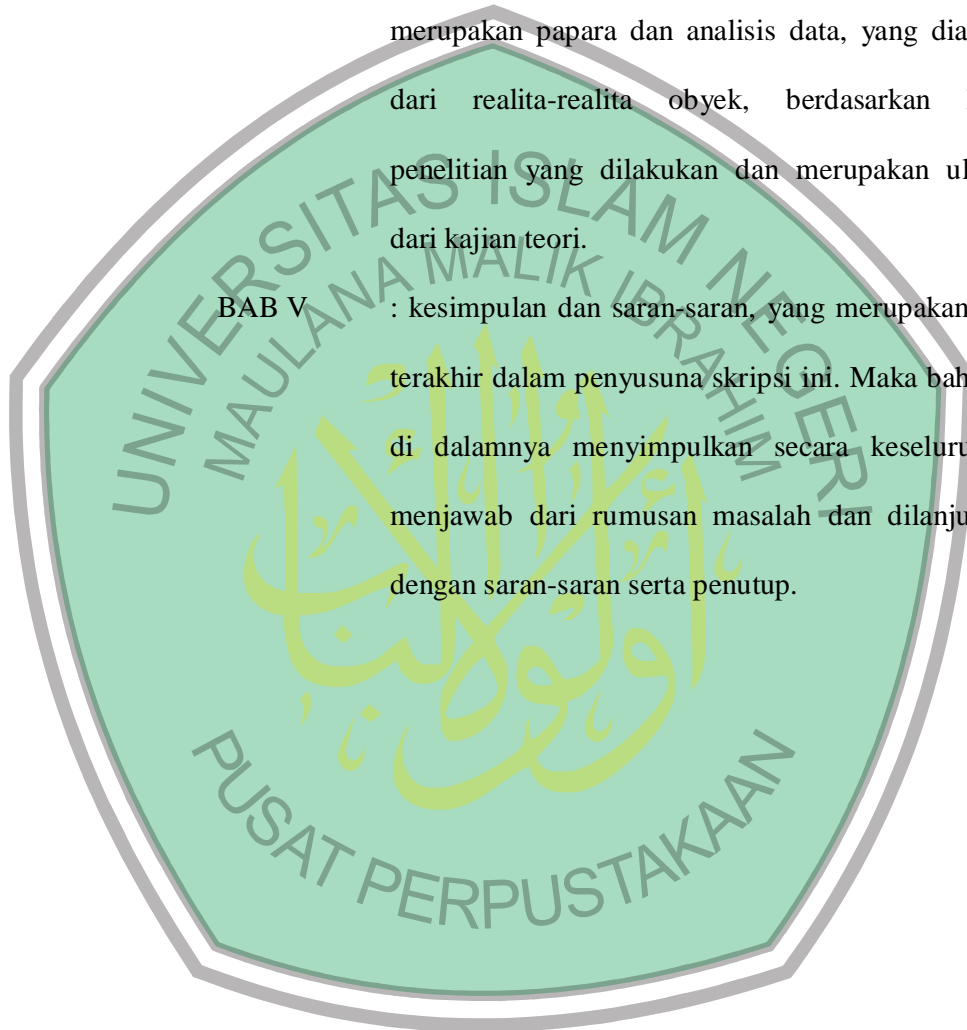 merupakan papara dan analisis data, yang dia
dari realita-realita obyek, berdasarkan
penelitian yang dilakukan dan merupakan ul
dari kajian teori.
BAB V : kesimpulan dan saran-saran, yang merupakan
terakhir dalam penyusuna skripsi ini. Maka bah
di dalamnya menyimpulkan secara keselur
menjawab dari rumusan masalah dan dilanju
dengan saran-saran serta penutup.
UNIVERSITAS ISLAM NEGERI
MAULANA MALIK IBRAHIM
PUSAT PERPUSTAKAAN